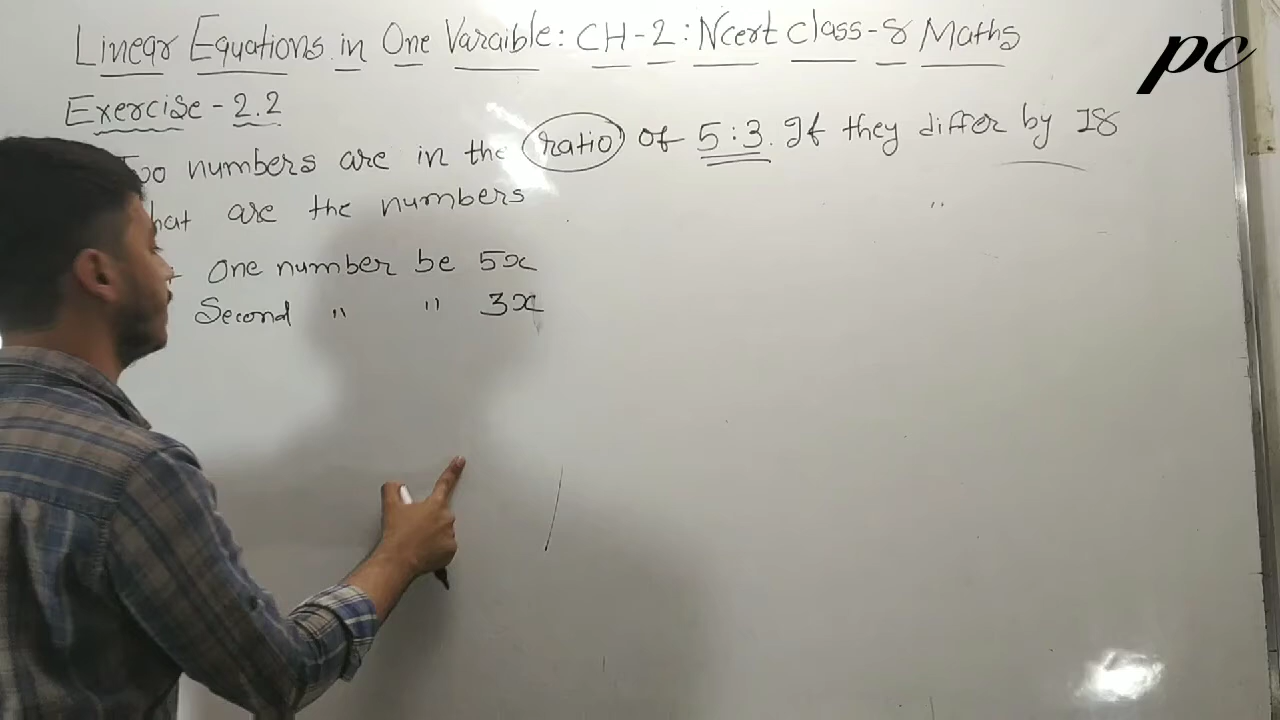 Linear Equations in One Varaible: CH-2: Ncert class-8 Maths
pc
Exercise - 2.2
numbers are in the ratio of 5:3. If they differ by 18
are the numbers
One number be 5x
Second " " 3x